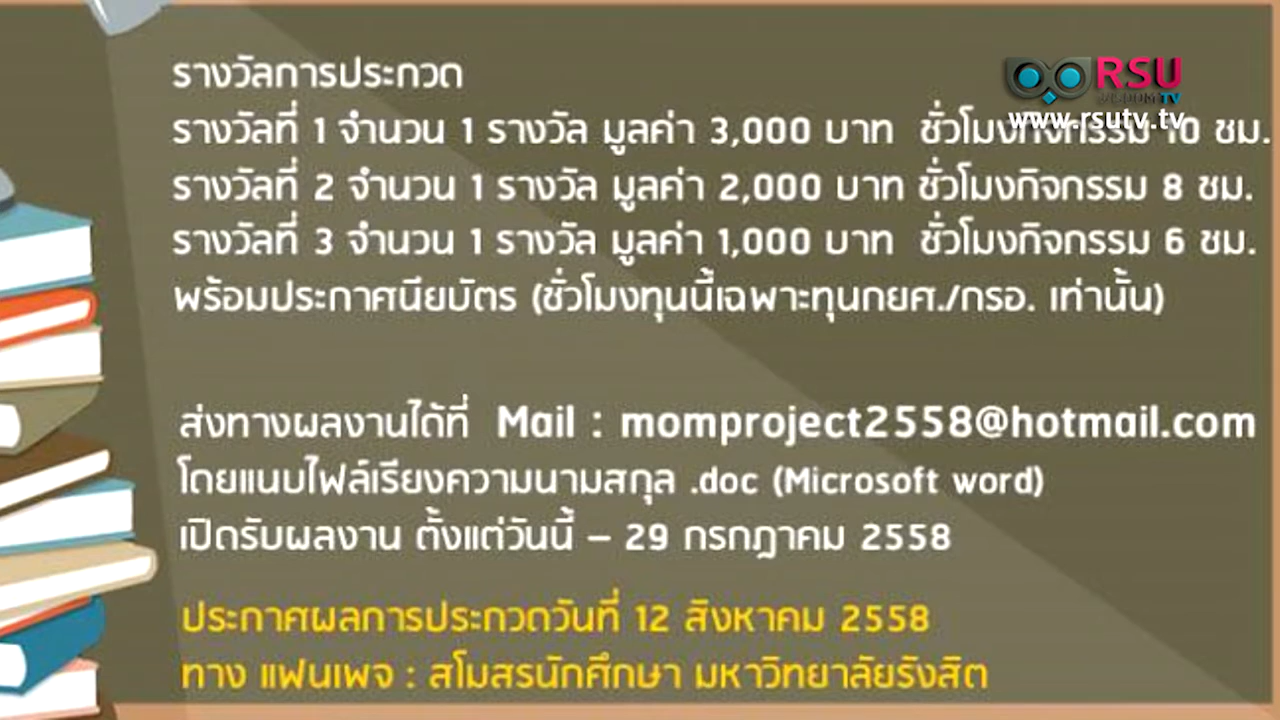 รางวัลการประกวด
RSU
TV
www.rsutv.tv
รางวัลที่ 1 จำนวน 1 รางวัล มูลค่า 3,000 บาท ชั่วโมงกิจกรรม 10 ชม.
รางวัลที่ 2 จำนวน 1 รางวัล มูลค่า 2,000 บาท ชั่วโมงกิจกรรม 8 ชม.
รางวัลที่ 3 จำนวน 1 รางวัล มูลค่า 1,000 บาท ชั่วโมงกิจกรรม 6 ชม.
พร้อมประกาศนียบัตร (ชั่วโมงทุนนี้เฉพาะทุนกยศ./กรอ. เท่านั้น)
ส่งทางผลงานได้ที่ Mail : momproject2558@hotmail.com
โดยแนบไฟล์เรียงความนามสกุล .doc (Microsoft word)
เปิดรับผลงาน ตั้งแต่วันนี้ – 29 กรกฎาคม 2558
ประกาศผลการประกวดวันที่ 12 สิงหาคม 2558
ทาง แฟนเพจ : สโมสรนักศึกษา มหาวิทยาลัยรังสิต